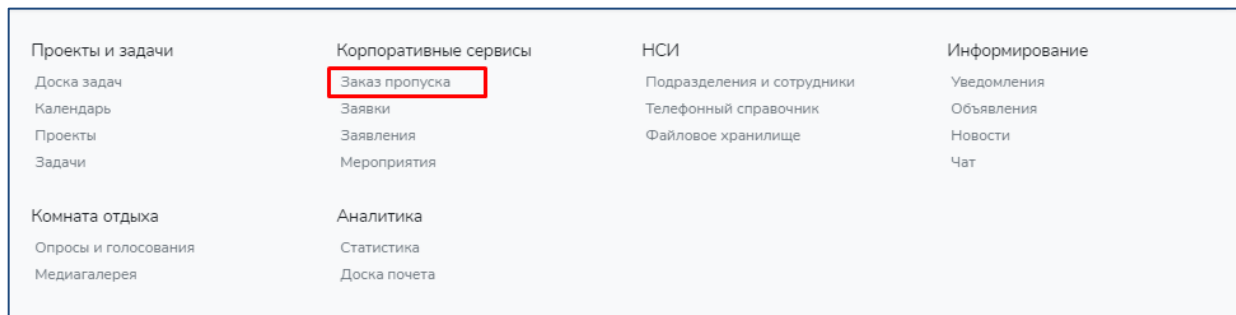 Проекты и задачи
Доска задач
Календарь
Проекты
Задачи
Корпоративные сервисы
Заказ пропуска
Заявки
Заявления
Мероприятия
НСИ
Подразделения и сотрудники
Телефонный справочник
Файловое хранилище
Информирование
Уведомления
Объявления
Новости
Чат
Комната отдыха
Опросы и голосования
Медиагалерея
Аналитика
Статистика
Доска почета